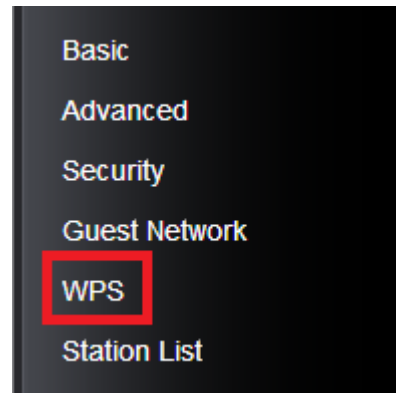 Basic
Advanced
Security
Guest Network
WPS
Station List